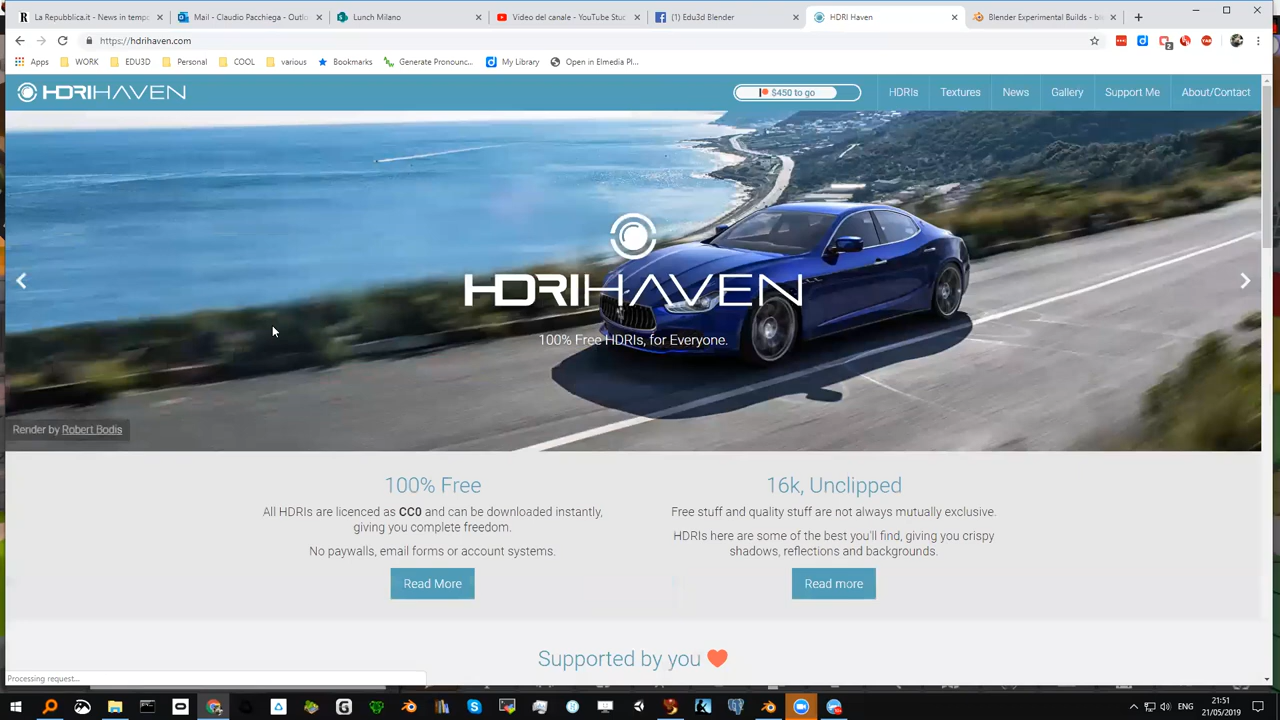 La Repubblica.it - News in tempo
Mail - Claudio Pacchiega - Outlo
Lunch Milano
Video del canale - YouTube Stud
(1) Edu3d Blender
HDRI Haven
Blender Experimental Builds - ble
https://hdrihaven.com
2
Apps
WORK
EDU3D
Personal
COOL
various
Bookmarks
Generate Pronounc...
My Library
Open in Elmedia Pl...
HDRIHAVEN
$450 to go
HDRIs
Textures
News
Gallery
Support Me
About/Contact
HDRIHAVEN
100% Free HDRIs, for Everyone.
Render by Robert Bodis
100% Free
All HDRIs are licenced as CC0 and can be downloaded instantly,
giving you complete freedom.
No paywalls, email forms or account systems.
Read More
16k, Unclipped
Free stuff and quality stuff are not always mutually exclusive.
HDRIs here are some of the best you'll find, giving you crispy
shadows, reflections and backgrounds.
Read more
Supported by you
Processing request...
ENG
21:51
21/05/2019